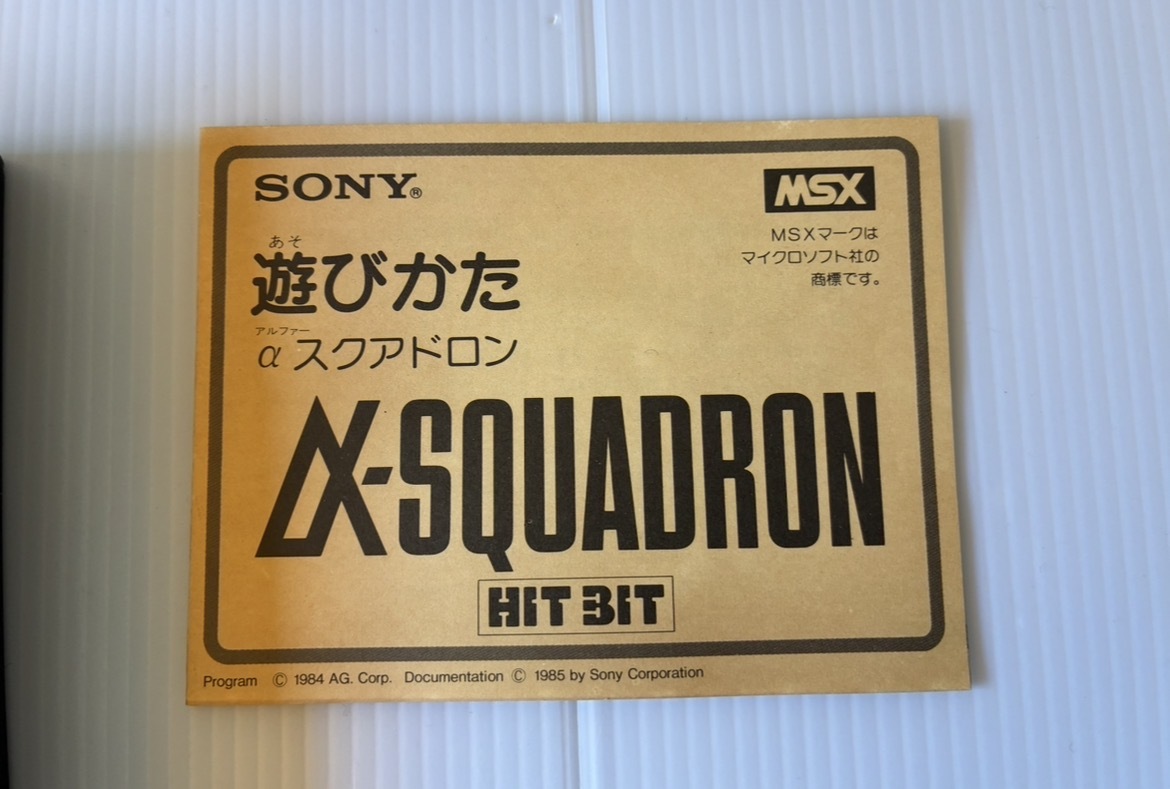 SONY®
MSX
MSXマークは
マイクロソフト社の
商標です。
あそ
遊びかた
アルファー
α スクアドロン
α-SQUADRON
HIT BIT
Program © 1984 AG. Corp. Documentation © 1985 by Sony Corporation